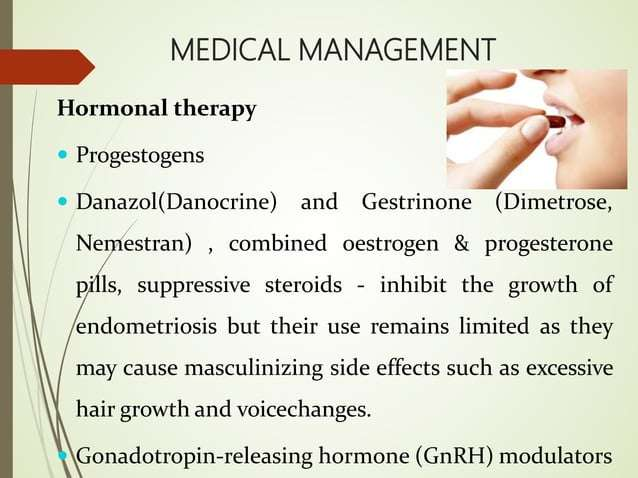 MEDICAL MANAGEMENT
Hormonal therapy
Progestogens
Danazol(Danocrine) and Gestrinone (Dimetrose,
Nemestran) , combined oestrogen & progesterone
pills, suppressive steroids - inhibit the growth of
endometriosis but their use remains limited as they
may cause masculinizing side effects such as excessive
hair growth and voicechanges.
Gonadotropin-releasing hormone (GnRH) modulators